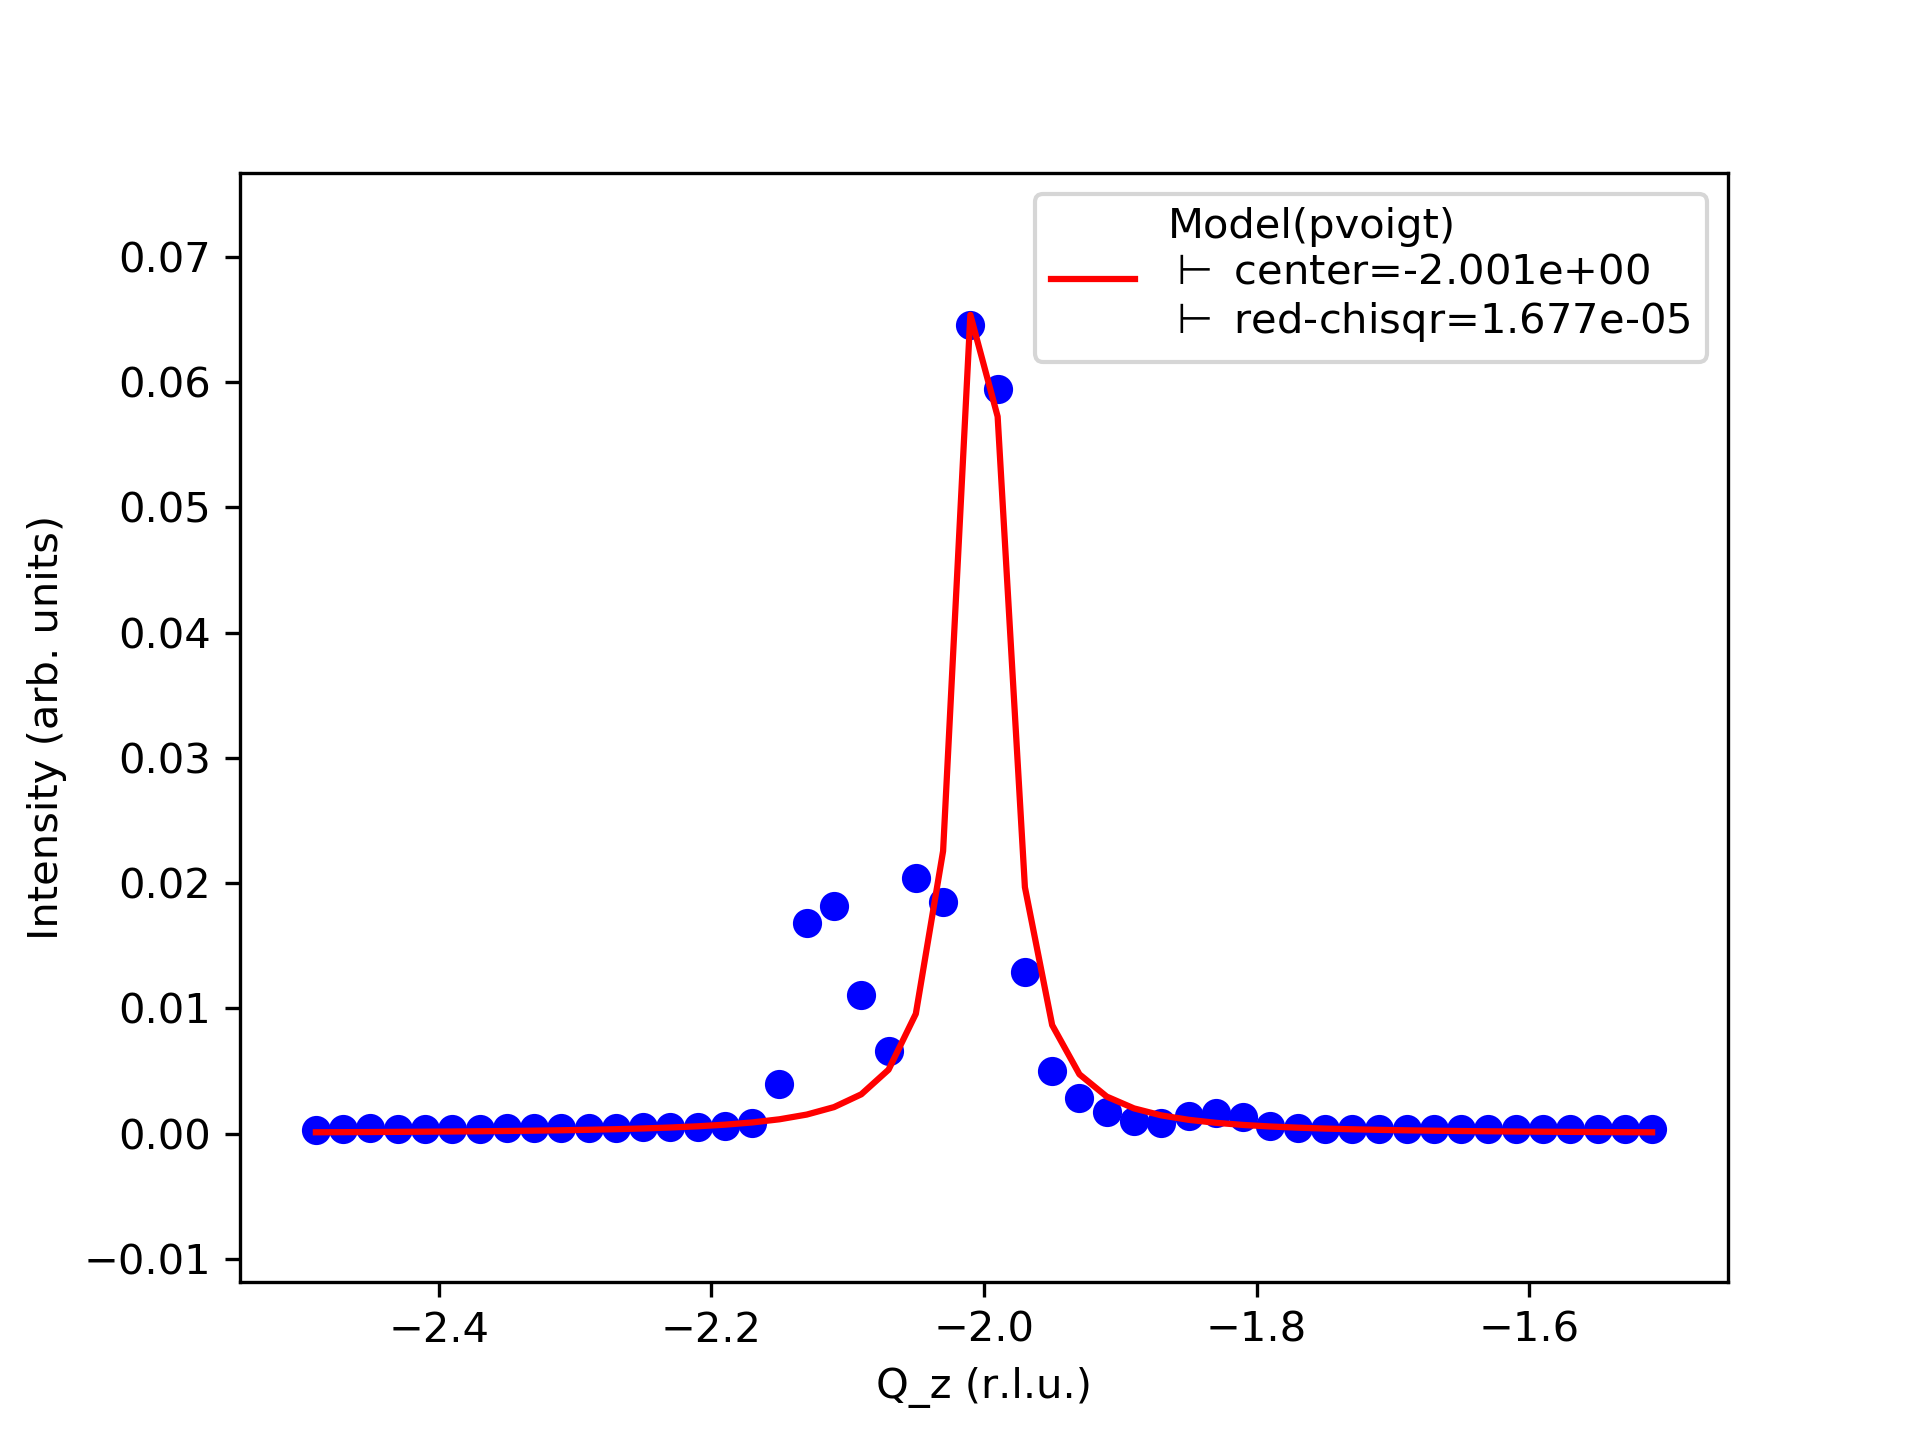 Model(pvoigt)
⊢ center=-2.001e+00
⊢ red-chisqr=1.677e-05
0.07
0.06
0.05
0.04
0.03
0.02
0.01
0.00
−0.01
Intensity (arb. units)
−2.4 −2.2 −2.0 −1.8 −1.6
Q_z (r.l.u.)